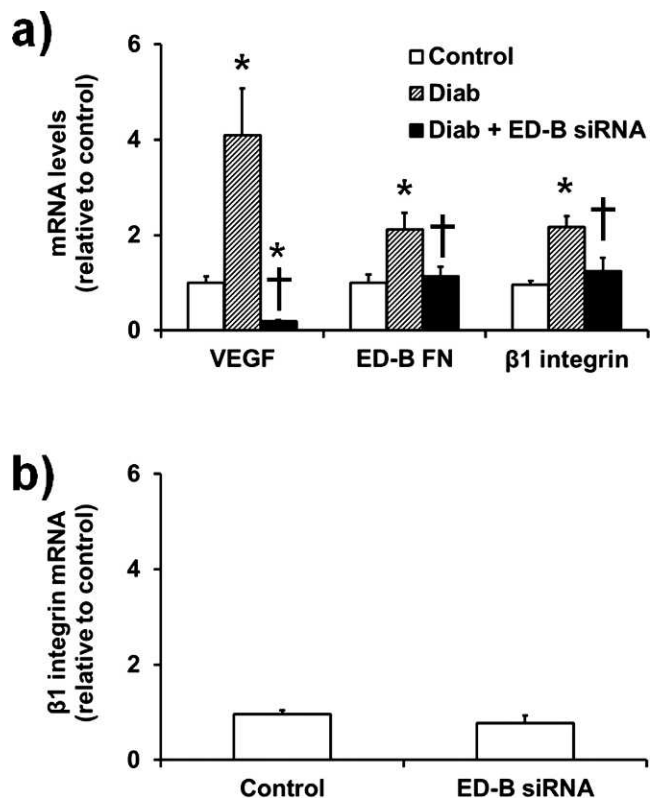 a)
mRNA levels
(relative to control)
6
4
2
0
Control
Diab
Diab + ED-B siRNA
*
*
†
*
†
*
†
VEGF
ED-B FN
β1 integrin
b)
β1 integrin mRNA
(relative to control)
6
4
2
0
Control
ED-B siRNA